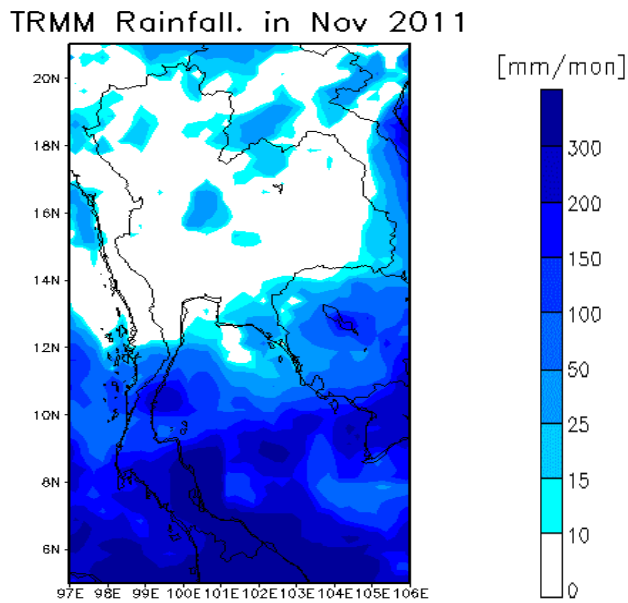 TRMM Rainfall. in Nov 2011
[mm/mon]
20N
18N
16N
14N
12N
10N
8N
6N
97E 98E 99E 100E 101E 102E 103E 104E 105E 106E
300
200
100
50
25
15
10
0